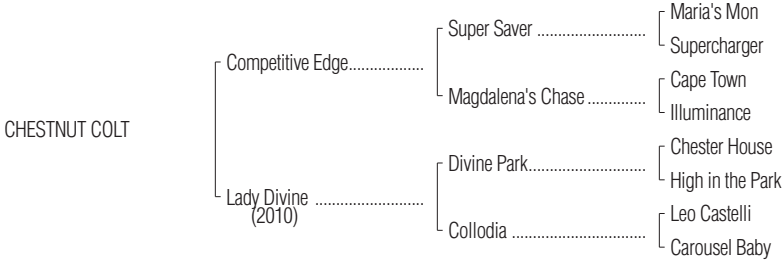 Maria's Mon
Super Saver ..........................
Supercharger
Competitive Edge..................
Cape Town
Magdalena's Chase ..............
Illuminance
CHESTNUT COLT
Chester House
Divine Park............................
High in the Park
Lady Divine ..........................
(2010)
Leo Castelli
Collodia ................................
Carousel Baby